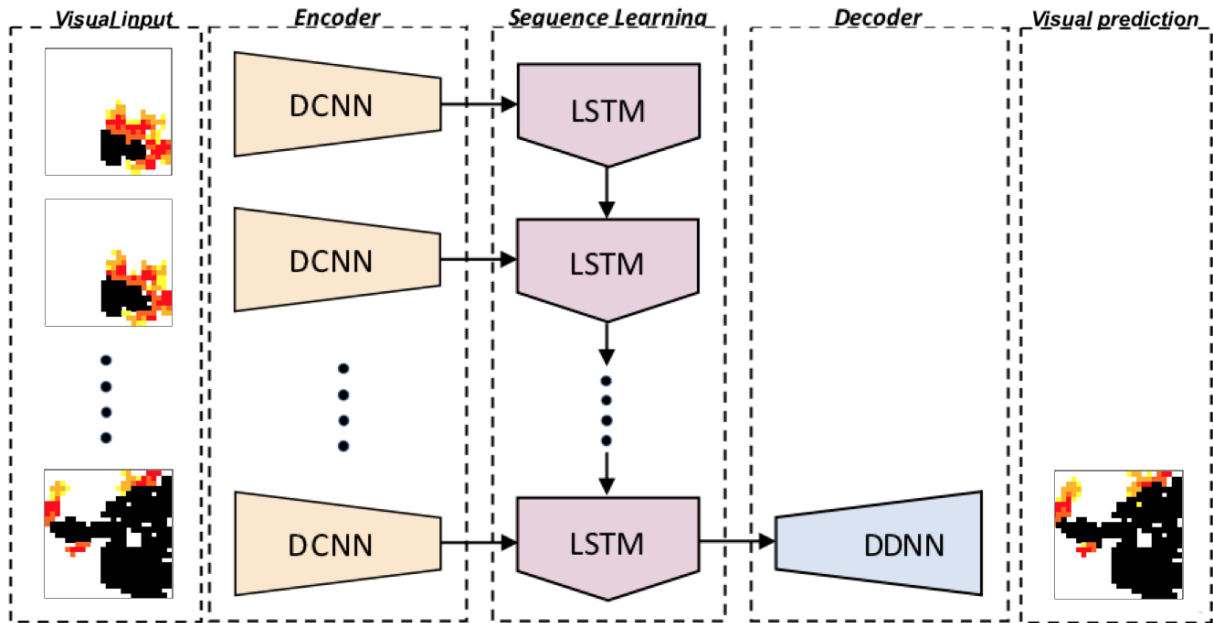 Visual input
Encoder
Sequence Learning
Decoder
Visual prediction
DCNN
LSTM
DCNN
LSTM
DCNN
LSTM
DDNN